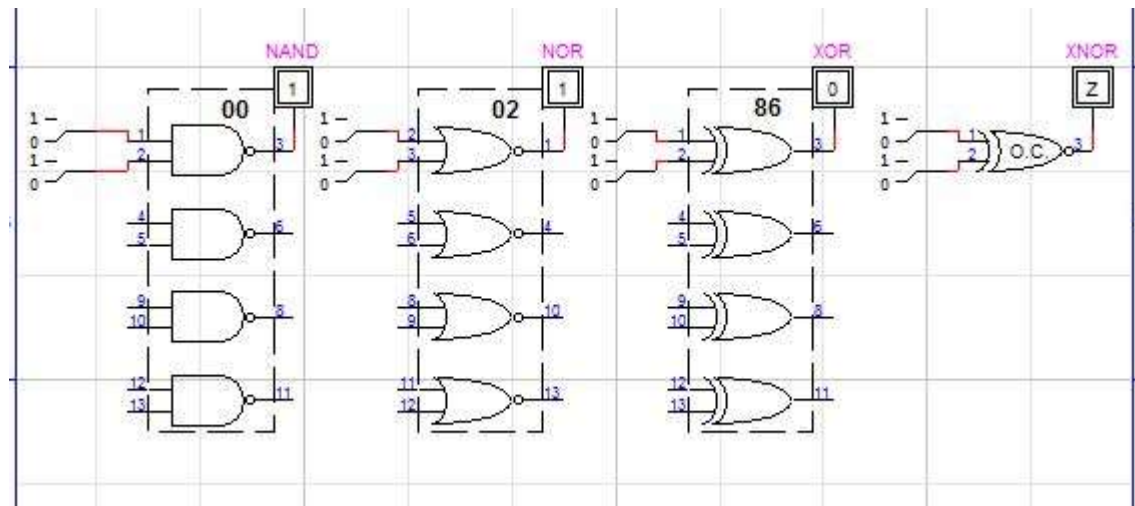 NAND NOR XOR XNOR
1 1 0 Z
00 02 86
1 1 1 1
0 1 3 0 2 1 0 1 3 0 1 O.C 3
1 2 1 3 1 2 1 2
0 0 0 0
4 6 5 4 4 6
5 6 5
9 8 8 10 9 8
10 9 10
12 11 11 13 12 11
13 12 13